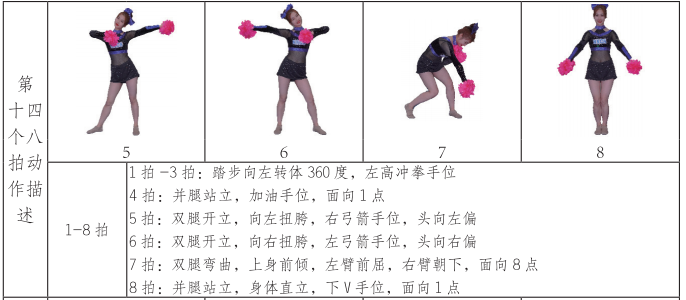 5
6
7
8
第
十四
个八
拍动
作描
述
1-8 拍
1 拍 -3 拍：踏步向左转体 360 度，左高冲拳手位
4 拍：并腿站立，加油手位，面向 1 点
5 拍：双腿开立，向左扭胯，右弓箭手位，头向左偏
6 拍：双腿开立，向右扭胯，左弓箭手位，头向右偏
7 拍：双腿弯曲，上身前倾，左臂前屈，右臂朝下，面向 8 点
8 拍：并腿站立，身体直立，下 V 手位，面向 1 点